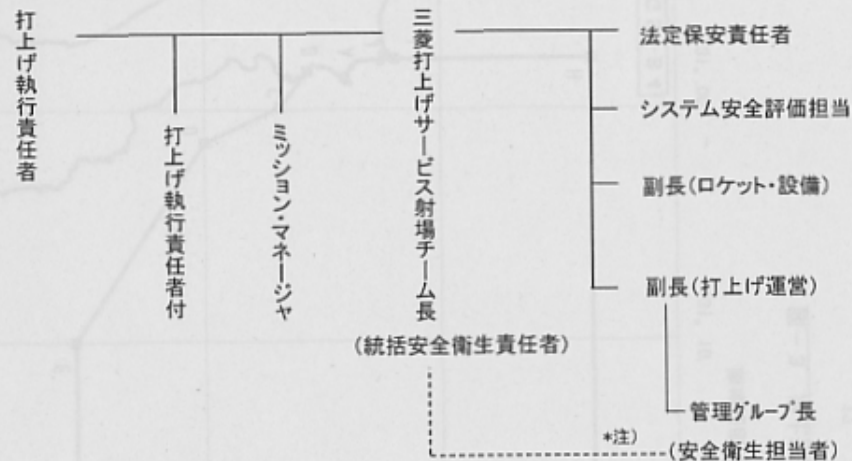 打上げ執行責任者
打上げ執行責任者付
ミッション・マネージャ
三菱打上げサービス射場チーム長
(統括安全衛生責任者)
法定保安責任者
システム安全評価担当
副長(ロケット・設備)
副長(打上げ運営)
管理グループ長
*注)
(安全衛生担当者)